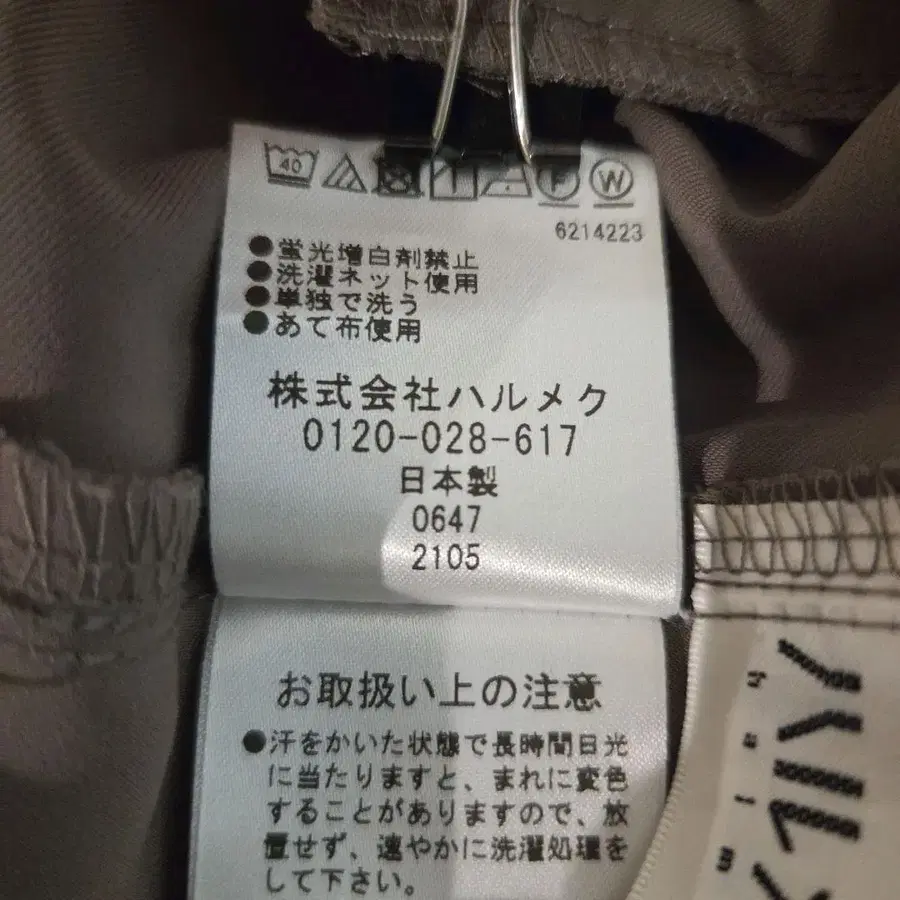 40
F W
6214223
●蛍光増白剤禁止
●洗濯ネット使用
●単独で洗う
●あて布使用
株式会社ハルメク
0120-028-617
日本製
0647
2105
お取扱い上の注意
●汗をかいた状態で長時間日光
に当たりますと、まれに変色
することがありますので、放
置せず、速やかに洗濯処理を
して下さい。